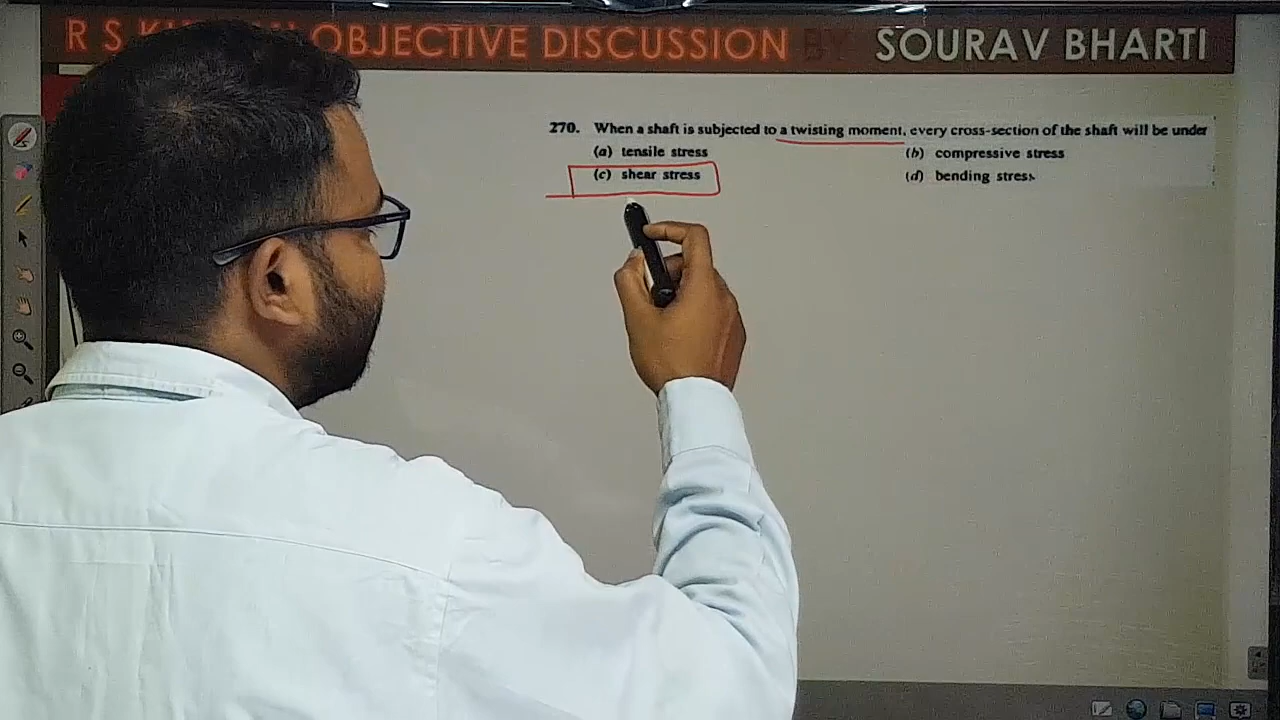 R S OBJECTIVE DISCUSSION BY SOURAV BHARTI
270. When a shaft is subjected to a twisting moment, every cross-section of the shaft will be under
(a) tensile stress (b) compressive stress
(c) shear stress (d) bending stress